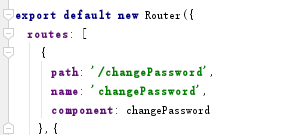 export default new Router({
routes: [
{
path: '/changePassword',
name: 'changePassword',
component: changePassword
},{